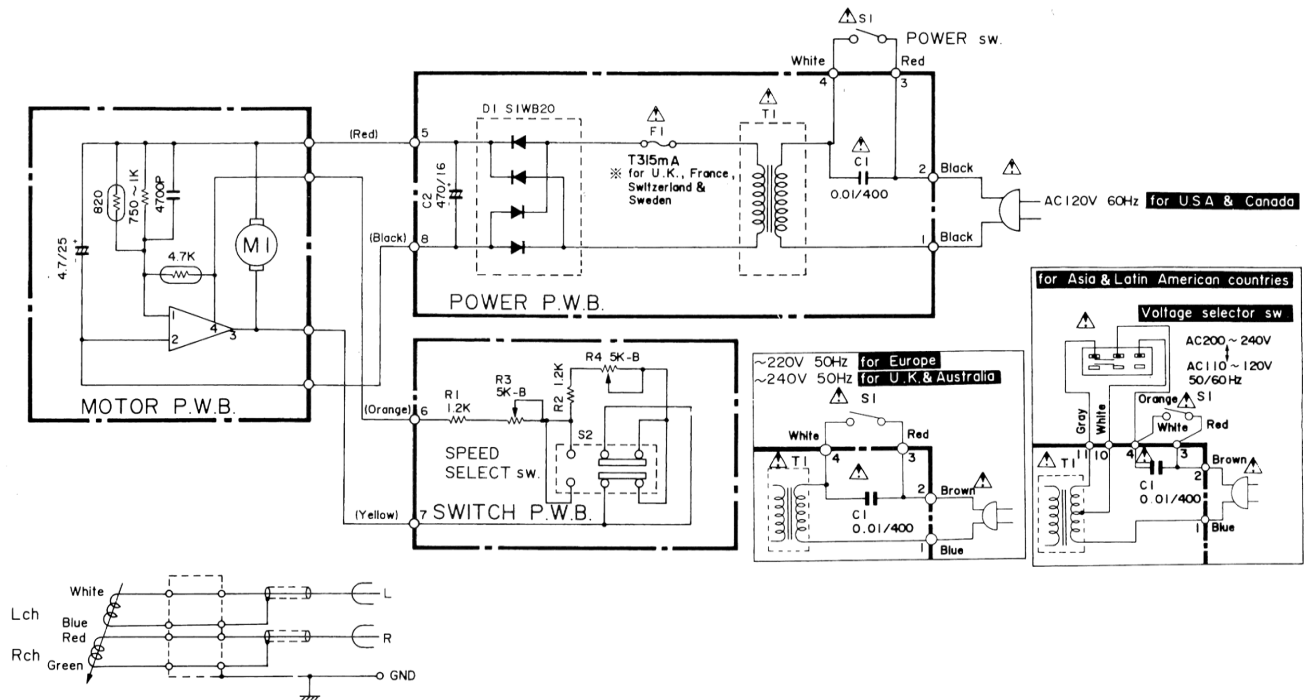 S1
POWER sw.
White
Red
4
3
D1 S1WB20
F1
T1
(Red)
5
T315mA
※ for U.K., France,
Switzerland &
Sweden
C1
0.01/400
2
Black
C2
470/16
820
750~1K
4700P
AC120V 60Hz for USA & Canada
(Black)
8
1
Black
M1
4.7/25
4.7K
1
2
4
3
POWER P.W.B.
MOTOR P.W.B.
(Orange)
6
R1
1.2K
R3
5K-B
R2 1.2K
R4 5K-B
S2
SPEED
SELECT sw.
(Yellow)
7
SWITCH P.W.B.
~220V 50Hz for Europe
~240V 50Hz for U.K.& Australia
S1
White
Red
4
3
T1
2
Brown
C1
0.01/400
1
Blue
for Asia & Latin American countries
Voltage selector sw
AC200~240V
AC110~120V
50/60Hz
Orange
S1
Gray
White
White
Red
11
10
4
3
T1
Brown
2
C1
0.01/400
1
Blue
White
L
Lch
Blue
Red
R
Rch
Green
GND